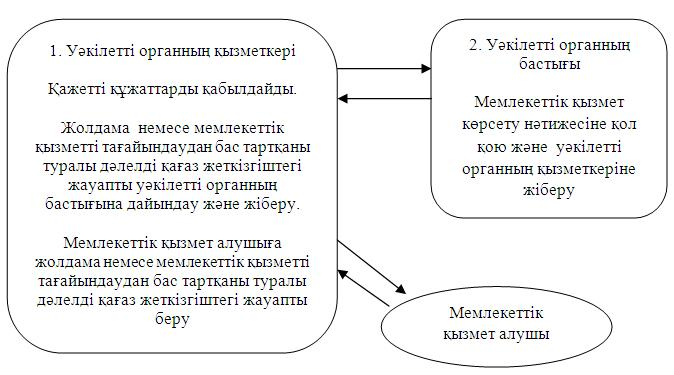 1. Уәкілетті органның қызметкері
Қажетті құжаттарды қабылдайды.
Жолдама немесе мемлекеттік
қызметті тағайындаудан бас тартқаны
туралы дәлелді қағаз жеткізгіштегі
жауапты уәкілетті органның
бастығына дайындау және жіберу.
Мемлекеттік қызмет алушыға
жолдама немесе мемлекеттік қызметті
тағайындаудан бас тартқаны туралы
дәлелді қағаз жеткізгіштегі жауапты
беру
2. Уәкілетті органның
бастығы
Мемлекеттік қызмет
көрсету нәтижесіне қол
қою және уәкілетті
органның қызметкеріне
жіберу
Мемлекеттік
қызмет алушы